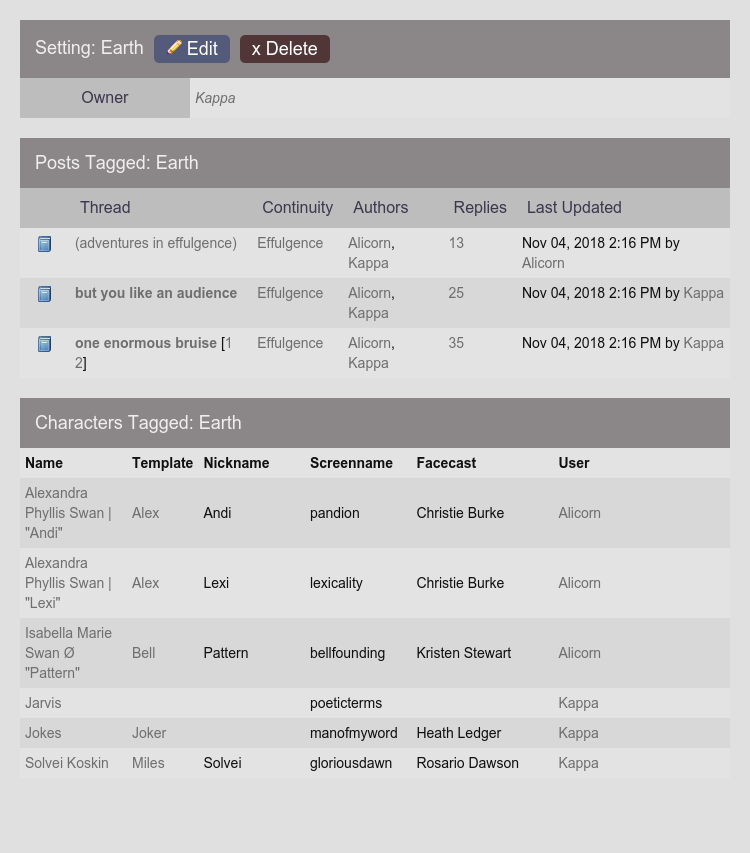 Setting: Earth Edit x Delete
Owner Kappa
Posts Tagged: Earth
Thread Continuity Authors Replies Last Updated
(adventures in effulgence) Effulgence Alicorn, Kappa 13 Nov 04, 2018 2:16 PM by Alicorn
but you like an audience Effulgence Alicorn, Kappa 25 Nov 04, 2018 2:16 PM by Kappa
one enormous bruise [1 2] Effulgence Alicorn, Kappa 35 Nov 04, 2018 2:16 PM by Kappa
Characters Tagged: Earth
Name Template Nickname Screenname Facecast User
Alexandra Phyllis Swan | "Andi" Alex Andi pandion Christie Burke Alicorn
Alexandra Phyllis Swan | "Lexi" Alex Lexi lexicality Christie Burke Alicorn
Isabella Marie Swan Ø "Pattern" Bell Pattern bellfounding Kristen Stewart Alicorn
Jarvis poeticterms Kappa
Jokes Joker manofmyword Heath Ledger Kappa
Solvei Koskin Miles Solvei gloriousdawn Rosario Dawson Kappa